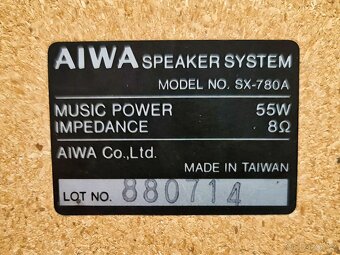 AIWA SPEAKER SYSTEM
MODEL NO. SX-780A
MUSIC POWER 55W
IMPEDANCE 8Ω
AIWA Co.,Ltd.
MADE IN TAIWAN
LOT NO. 880714